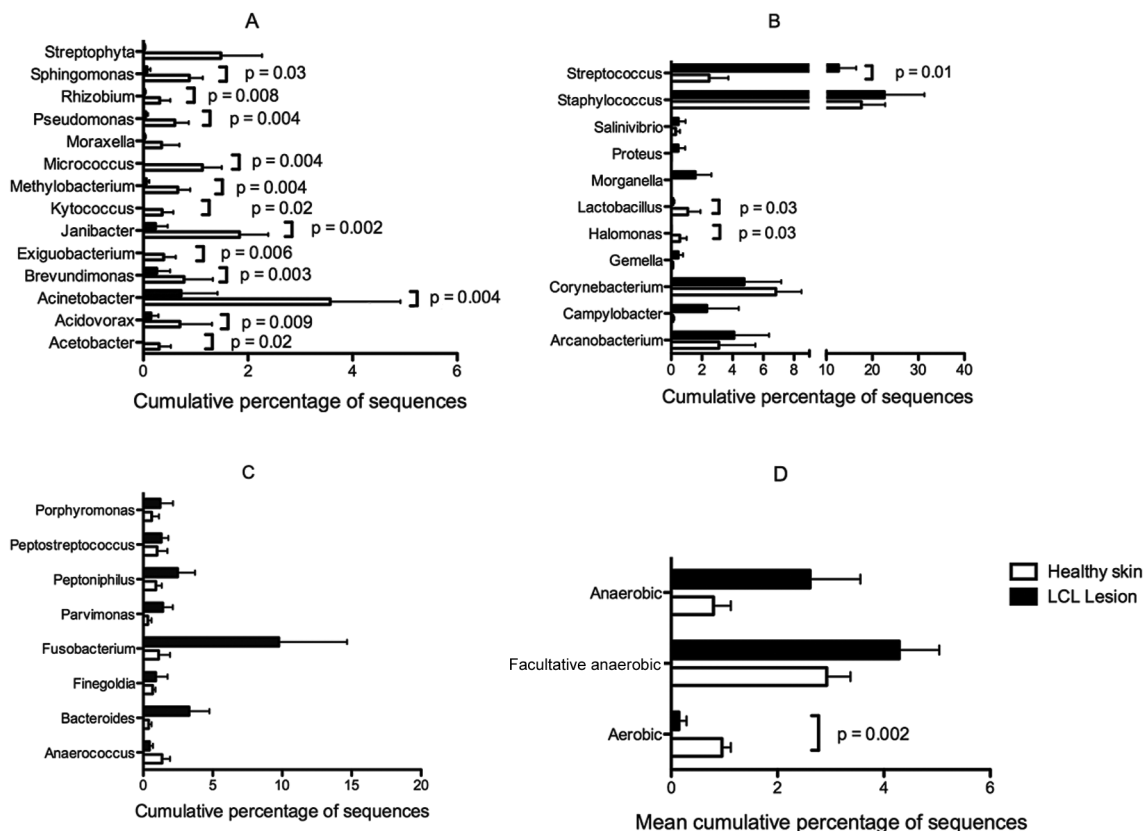 A
Streptophyta
Sphingomonas
p = 0.03
Rhizobium
p = 0.008
Pseudomonas
p = 0.004
Moraxella
Micrococcus
p = 0.004
Methylobacterium
p = 0.004
Kytococcus
p = 0.02
Janibacter
p = 0.002
Exiguobacterium
p = 0.006
Brevundimonas
p = 0.003
Acinetobacter
p = 0.004
Acidovorax
p = 0.009
Acetobacter
p = 0.02
0 2 4 6
Cumulative percentage of sequences
B
Streptococcus
p = 0.01
Staphylococcus
Salinivibrio
Proteus
Morganella
Lactobacillus
p = 0.03
Halomonas
p = 0.03
Gemella
Corynebacterium
Campylobacter
Arcanobacterium
0 2 4 6 8 10 20 30 40
Cumulative percentage of sequences
C
Porphyromonas
Peptostreptococcus
Peptoniphilus
Parvimonas
Fusobacterium
Finegoldia
Bacteroides
Anaerococcus
0 5 10 15 20
Cumulative percentage of sequences
D
Anaerobic
Facultative anaerobic
Aerobic
p = 0.002
0 2 4 6
Mean cumulative percentage of sequences
Healthy skin
LCL Lesion